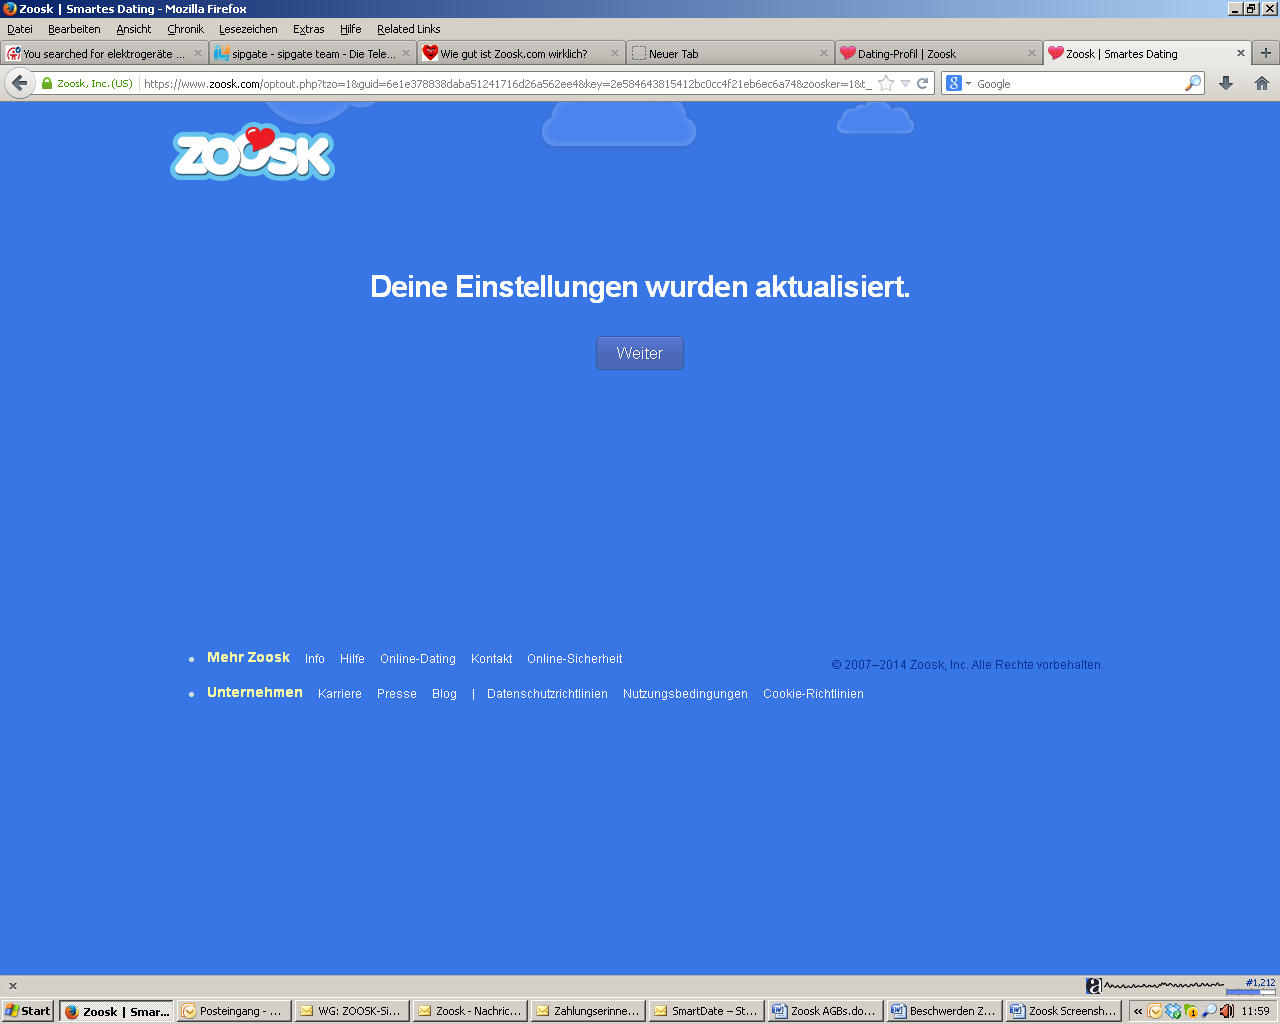 Zoosk | Smartes Dating - Mozilla Firefox
Datei Bearbeiten Ansicht Chronik Lesezeichen Extras Hilfe Related Links
You searched for elektrogeräte ... sipgate - sipgate team - Die Tele... Wie gut ist Zoosk.com wirklich? Neuer Tab Dating-Profil | Zoosk Zoosk | Smartes Dating
Zoosk, Inc. (US) https://www.zoosk.com/optout.php?tzo=1&guid=6e1e378838daba51241716d26a562ee4&key=2e584643815412bc0cc4f21eb6ec6a74&zoosker=1&t_ Google
ZOOSK
Deine Einstellungen wurden aktualisiert.
Weiter
Mehr Zoosk Info Hilfe Online-Dating Kontakt Online-Sicherheit
© 2007–2014 Zoosk, Inc. Alle Rechte vorbehalten.
Unternehmen Karriere Presse Blog | Datenschutzrichtlinien Nutzungsbedingungen Cookie-Richtlinien
a #1,212
Start Zoosk | Smar... Posteingang - ... WG: ZOOSK-Si... Zoosk - Nachric... Zahlungserinne... SmartDate – St... Zoosk AGBs.do... Beschwerden Z... Zoosk Screensh... « 11:59